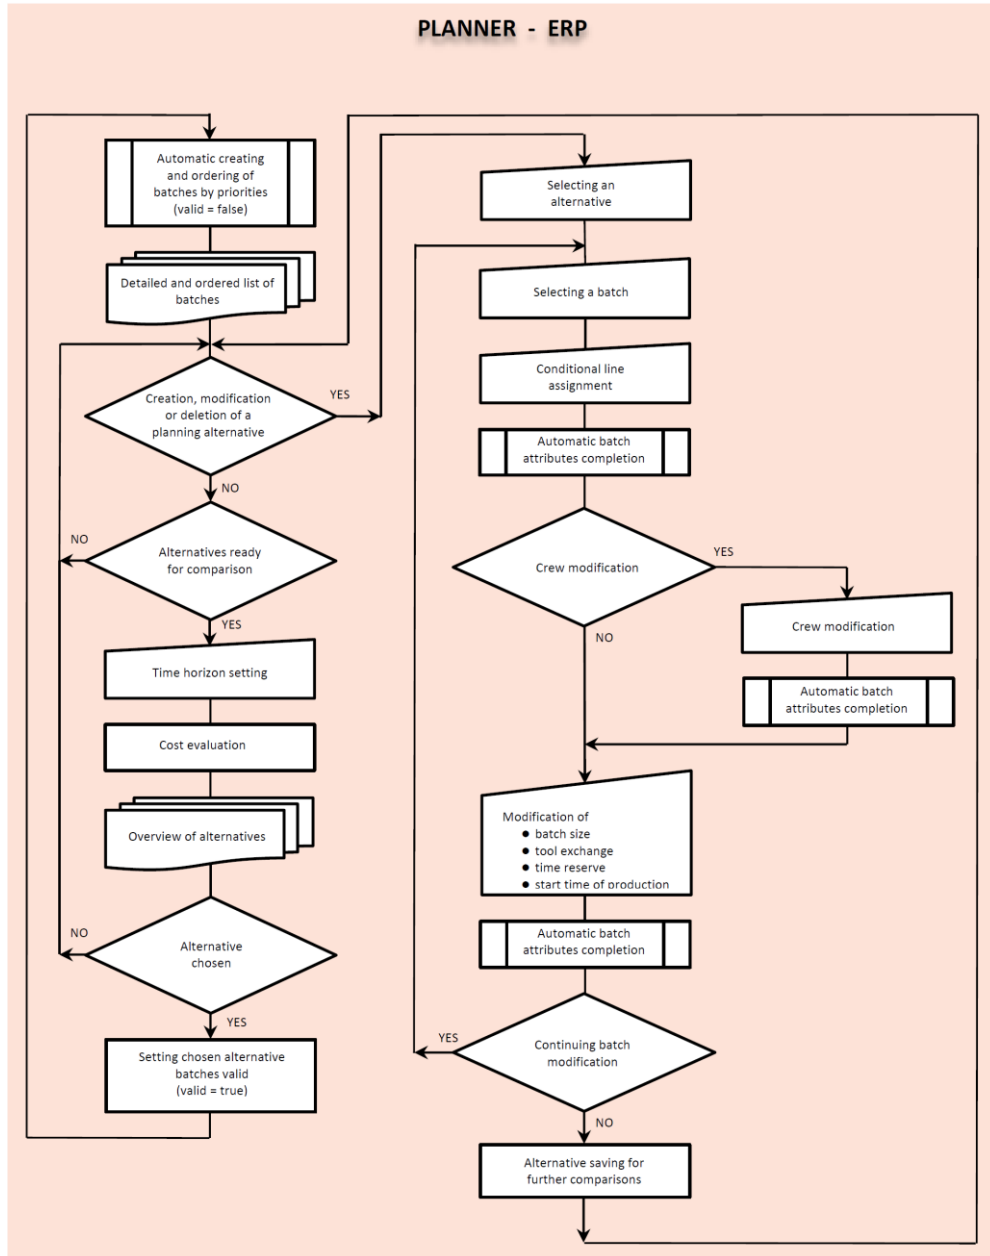 PLANNER - ERP
Automatic creating
and ordering of
batches by priorities
(valid = false)
Detailed and ordered list of
batches
Creation, modification
or deletion of a
planning alternative
YES
NO
Alternatives ready
for comparison
NO
YES
Time horizon setting
Cost evaluation
Overview of alternatives
Alternative
chosen
NO
YES
Setting chosen alternative
batches valid
(valid = true)
Selecting an
alternative
Selecting a batch
Conditional line
assignment
Automatic batch
attributes completion
Crew modification
YES
NO
Crew modification
Automatic batch
attributes completion
Modification of
● batch size
● tool exchange
● time reserve
● start time of production
Automatic batch
attributes completion
Continuing batch
modification
YES
NO
Alternative saving for
further comparisons